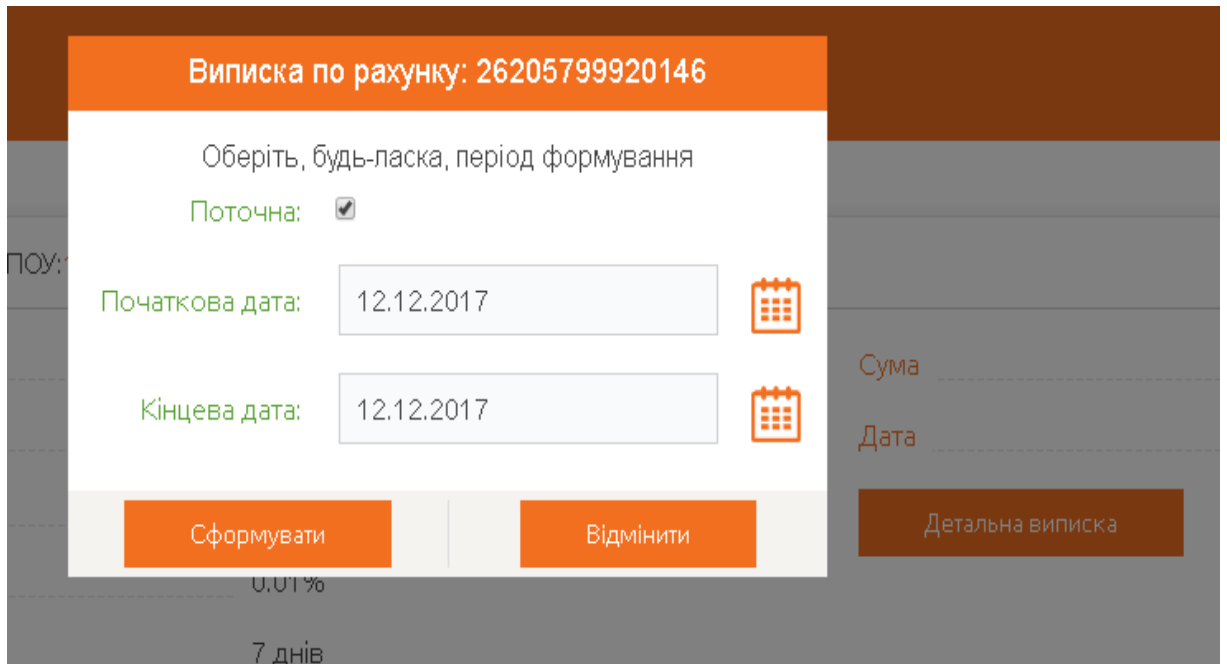 Виписка по рахунку: 26205799920146
Оберіть, будь-ласка, період формування
Поточна:
ПОУ:
Початкова дата: 12.12.2017
Сума
Кінцева дата: 12.12.2017
Дата
Сформувати Відмінити
Детальна виписка
0.01%
7 днів